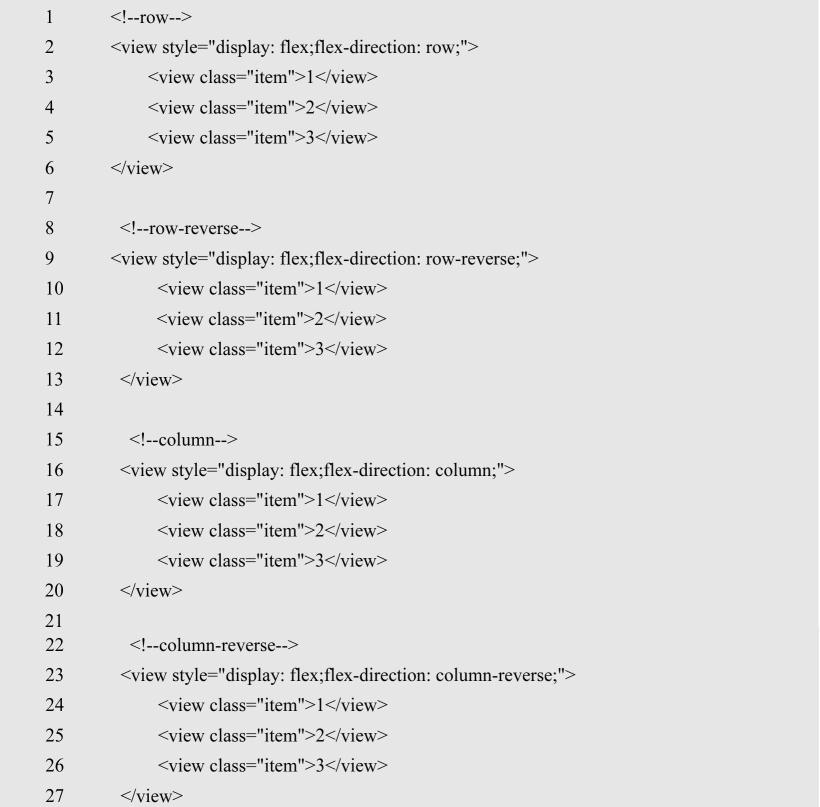 1 <!--row-->
2 <view style="display: flex;flex-direction: row;">
3 <view class="item">1</view>
4 <view class="item">2</view>
5 <view class="item">3</view>
6 </view>
7
8 <!--row-reverse-->
9 <view style="display: flex;flex-direction: row-reverse;">
10 <view class="item">1</view>
11 <view class="item">2</view>
12 <view class="item">3</view>
13 </view>
14
15 <!--column-->
16 <view style="display: flex;flex-direction: column;">
17 <view class="item">1</view>
18 <view class="item">2</view>
19 <view class="item">3</view>
20 </view>
21
22 <!--column-reverse-->
23 <view style="display: flex;flex-direction: column-reverse;">
24 <view class="item">1</view>
25 <view class="item">2</view>
26 <view class="item">3</view>
27 </view>